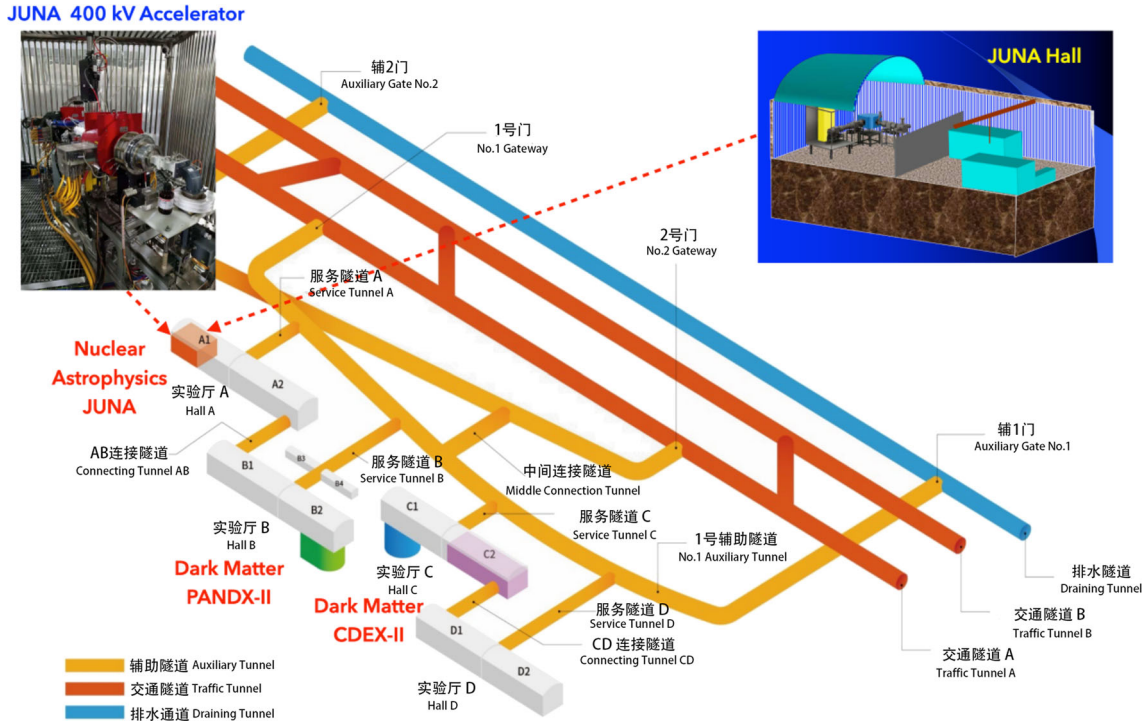 JUNA 400 kV Accelerator
JUNA Hall
辅2门
Auxiliary Gate No.2
1号门
No.1 Gateway
2号门
No.2 Gateway
服务隧道 A
Service Tunnel A
A1
A2
Nuclear
Astrophysics
JUNA
实验厅 A
Hall A
辅1门
Auxiliary Gate No.1
AB连接隧道
Connecting Tunnel AB
B1
B2
B3
B4
服务隧道 B
Service Tunnel B
中间连接隧道
Middle Connection Tunnel
C1
C2
服务隧道 C
Service Tunnel C
实验厅 B
Hall B
1号辅助隧道
No.1 Auxiliary Tunnel
Dark Matter
PANDX-II
实验厅 C
Hall C
排水隧道
Draining Tunnel
Dark Matter
CDEX-II
服务隧道 D
Service Tunnel D
交通隧道 B
Traffic Tunnel B
D1
D2
CD 连接隧道
Connecting Tunnel CD
交通隧道 A
Traffic Tunnel A
实验厅 D
Hall D
辅助隧道 Auxiliary Tunnel
交通隧道 Traffic Tunnel
排水通道 Draining Tunnel